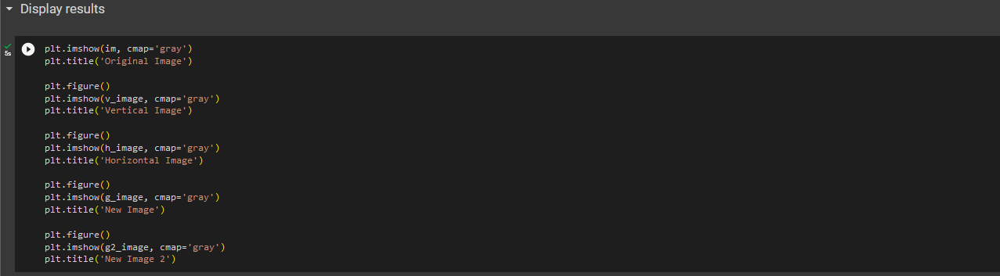 Display results
5s
plt.imshow(im, cmap='gray')
plt.title('Original Image')
plt.figure()
plt.imshow(v_image, cmap='gray')
plt.title('Vertical Image')
plt.figure()
plt.imshow(h_image, cmap='gray')
plt.title('Horizontal Image')
plt.figure()
plt.imshow(g_image, cmap='gray')
plt.title('New Image')
plt.figure()
plt.imshow(g2_image, cmap='gray')
plt.title('New Image 2')